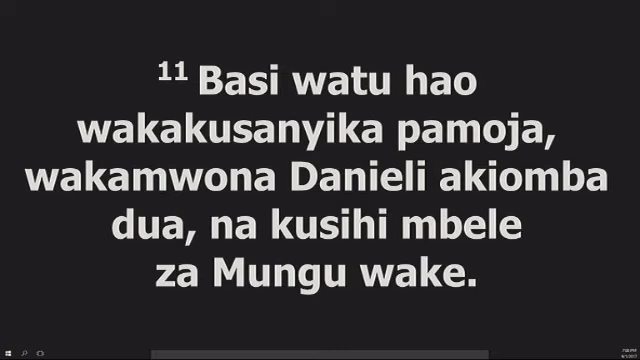 11 Basi watu hao
wakakusanyika pamoja,
wakamwona Danieli akiomba
dua, na kusihi mbele
za Mungu wake.